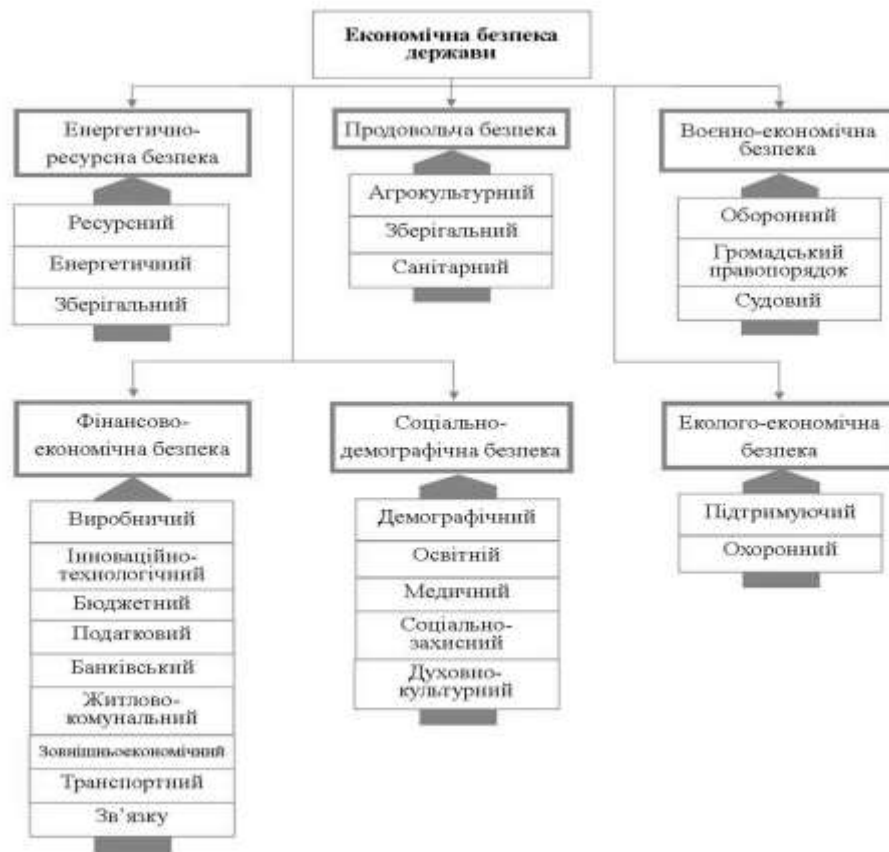 Економічна безпека
держави
Енергетично-
ресурсна безпека
Ресурсний
Енергетичний
Зберігальний
Продовольча безпека
Агрокультурний
Зберігальний
Санітарний
Воєнно-економічна
безпека
Оборонний
Громадський
правопорядок
Судовий
Фінансово-
економічна безпека
Виробничий
Інноваційно-
технологічний
Бюджетний
Податковий
Банківський
Житлово-
комунальний
Зовнішньоекономічний
Транспортний
Зв’язку
Соціально-
демографічна безпека
Демографічний
Освітній
Медичний
Соціально-
захисний
Духовно-
культурний
Еколого-економічна
безпека
Підтримуючий
Охоронний